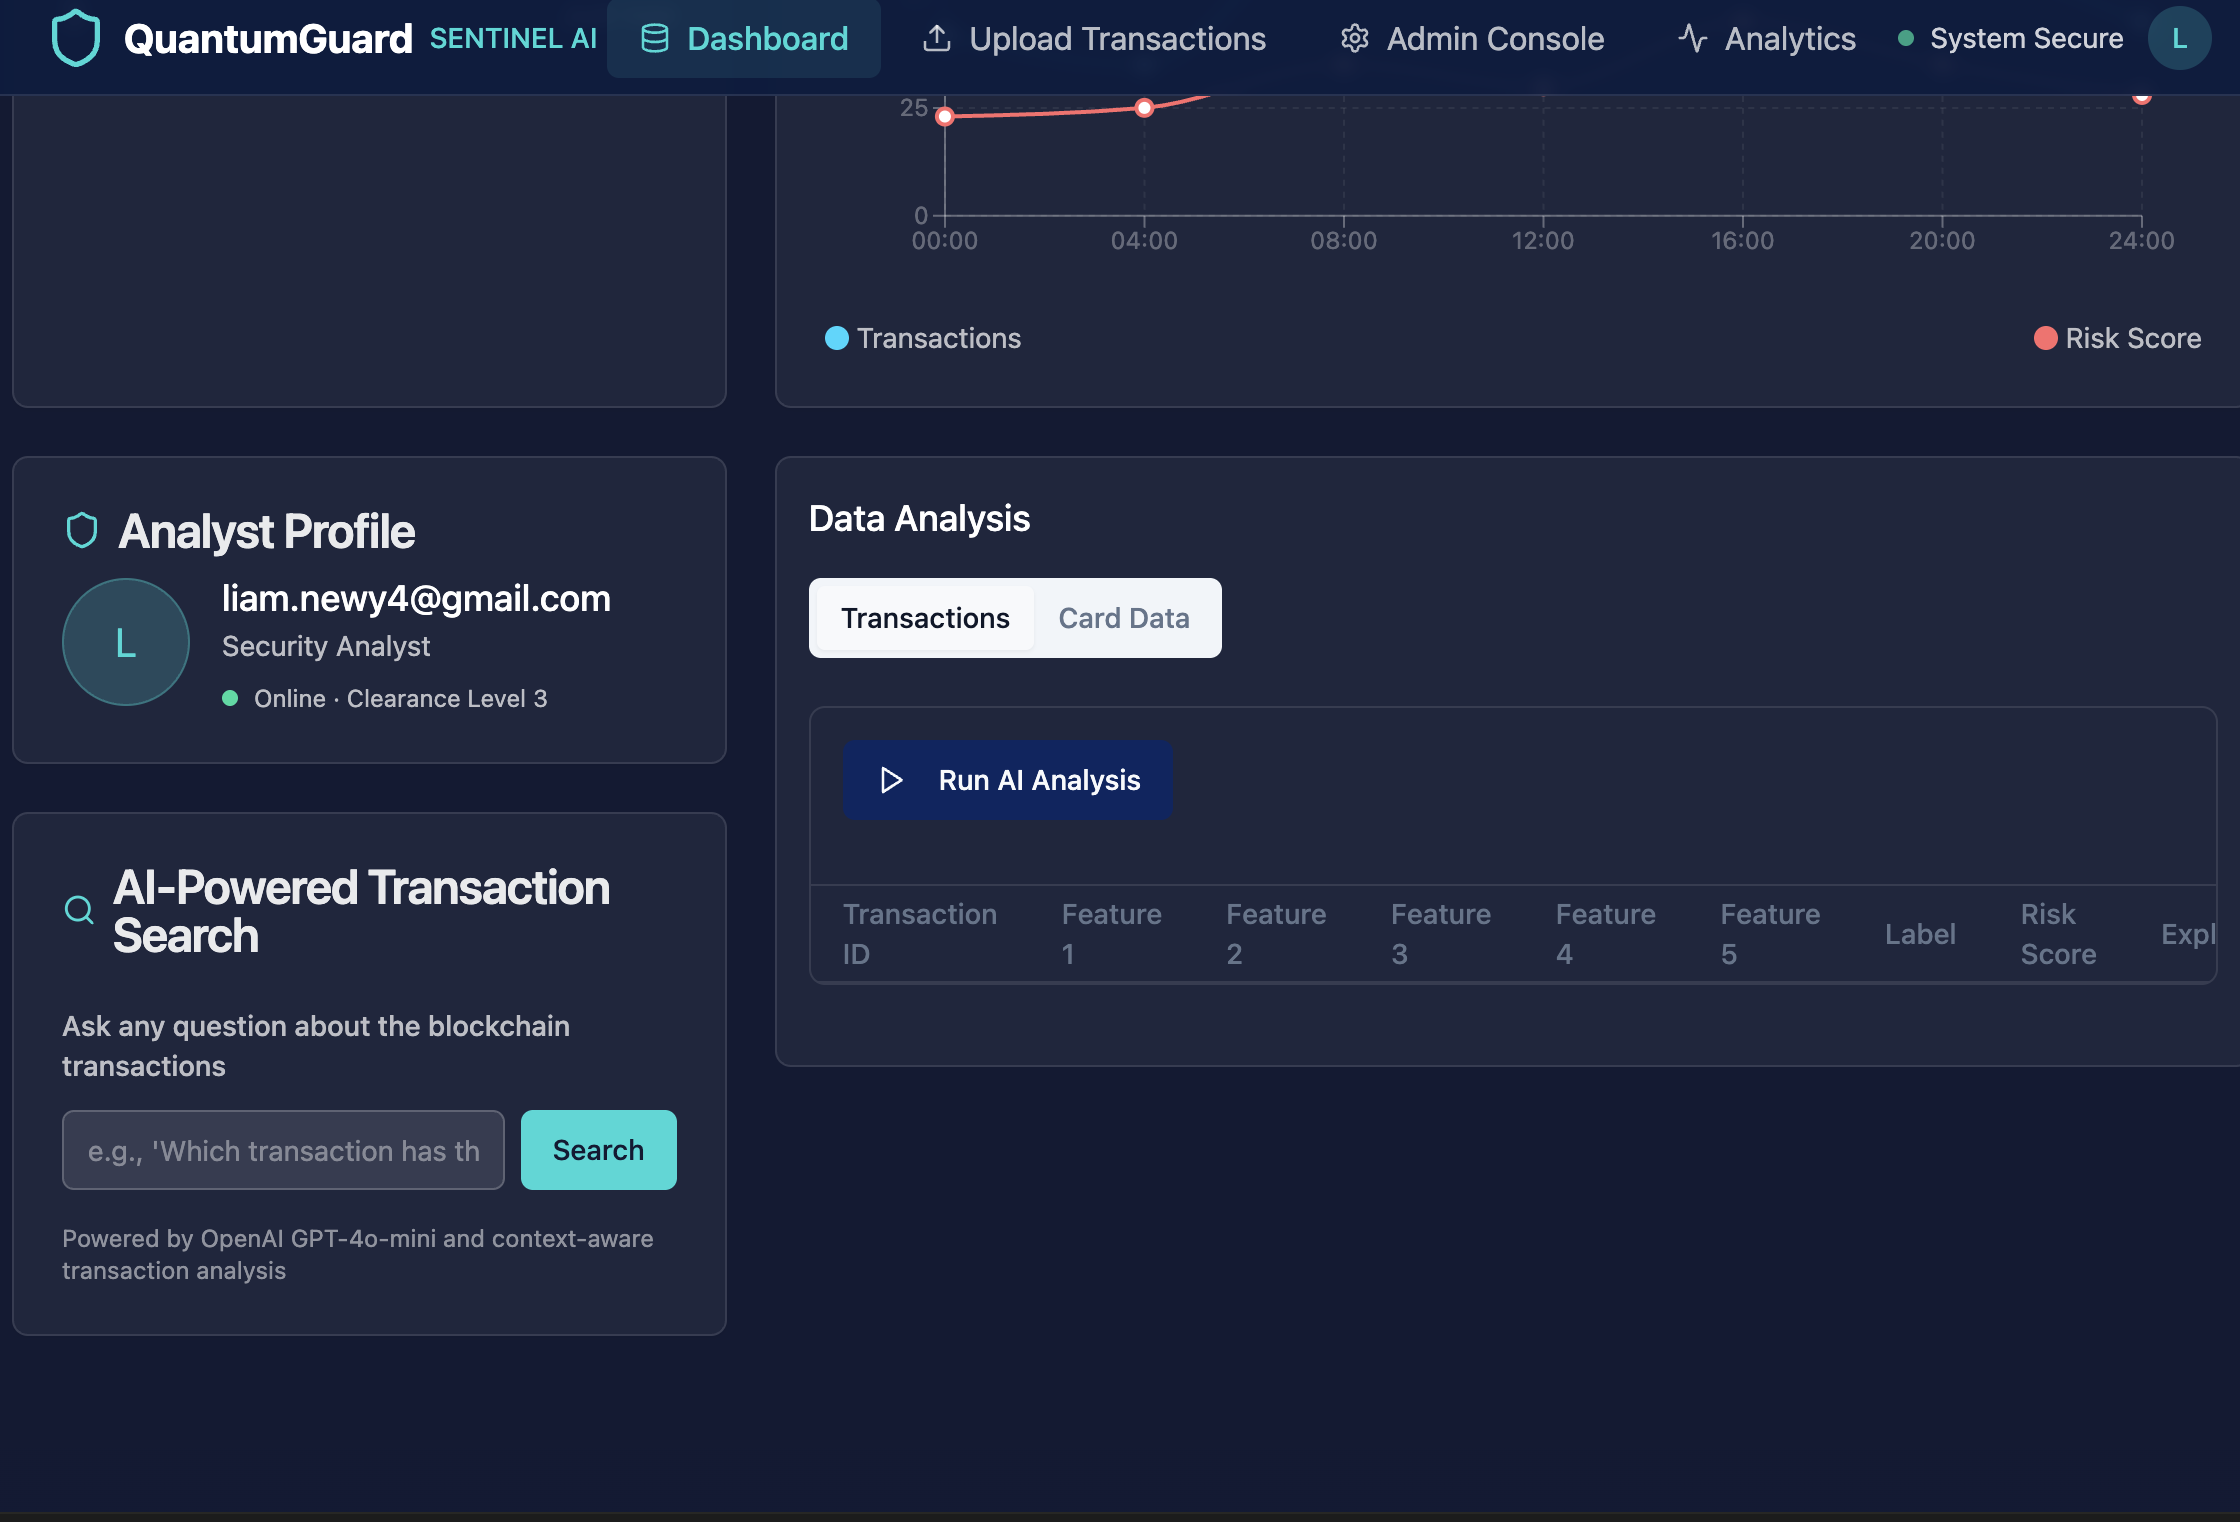 QuantumGuard SENTINEL AI Dashboard Upload Transactions Admin Console Analytics System Secure L
25
0
00:00 04:00 08:00 12:00 16:00 20:00 24:00
Transactions Risk Score
Analyst Profile
L
liam.newy4@gmail.com
Security Analyst
Online · Clearance Level 3
AI-Powered Transaction
Search
Ask any question about the blockchain
transactions
e.g., 'Which transaction has th
Search
Powered by OpenAI GPT-4o-mini and context-aware
transaction analysis
Data Analysis
Transactions Card Data
Run AI Analysis
Transaction ID Feature 1 Feature 2 Feature 3 Feature 4 Feature 5 Label Risk Score Expl